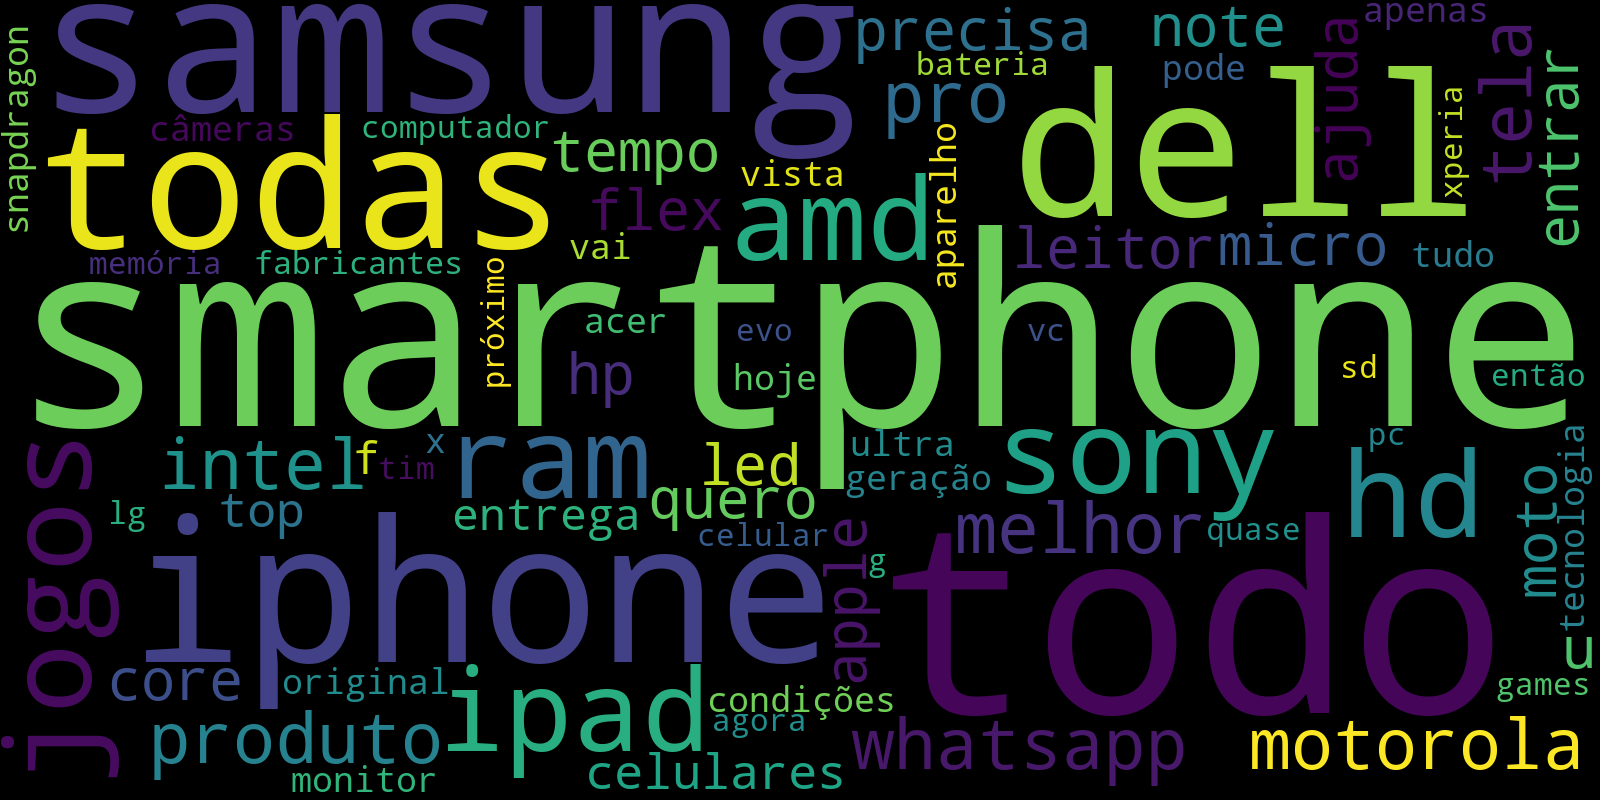 samsung
precisa
note
apenas
ajuda
tela
snapdragon
bateria
pode
pro
dell
xperia
entrar
câmeras
computador
todas
tempo
vista
aparelho
flex
amd
leitor
micro
tudo
memória
fabricantes
vai
próximo
smartphone
acer
evo
vc
hp
hoje
sd
então
jogos
intel
f
tim
x
ram
led
ultra
geração
sony
pc
hd
moto
tecnologia
lg
top
entrega
quero
celular
apple
g
melhor
quase
iphone
todo
u
core
original
ipad
condições
agora
games
produto
monitor
celulares
whatsapp
motorola